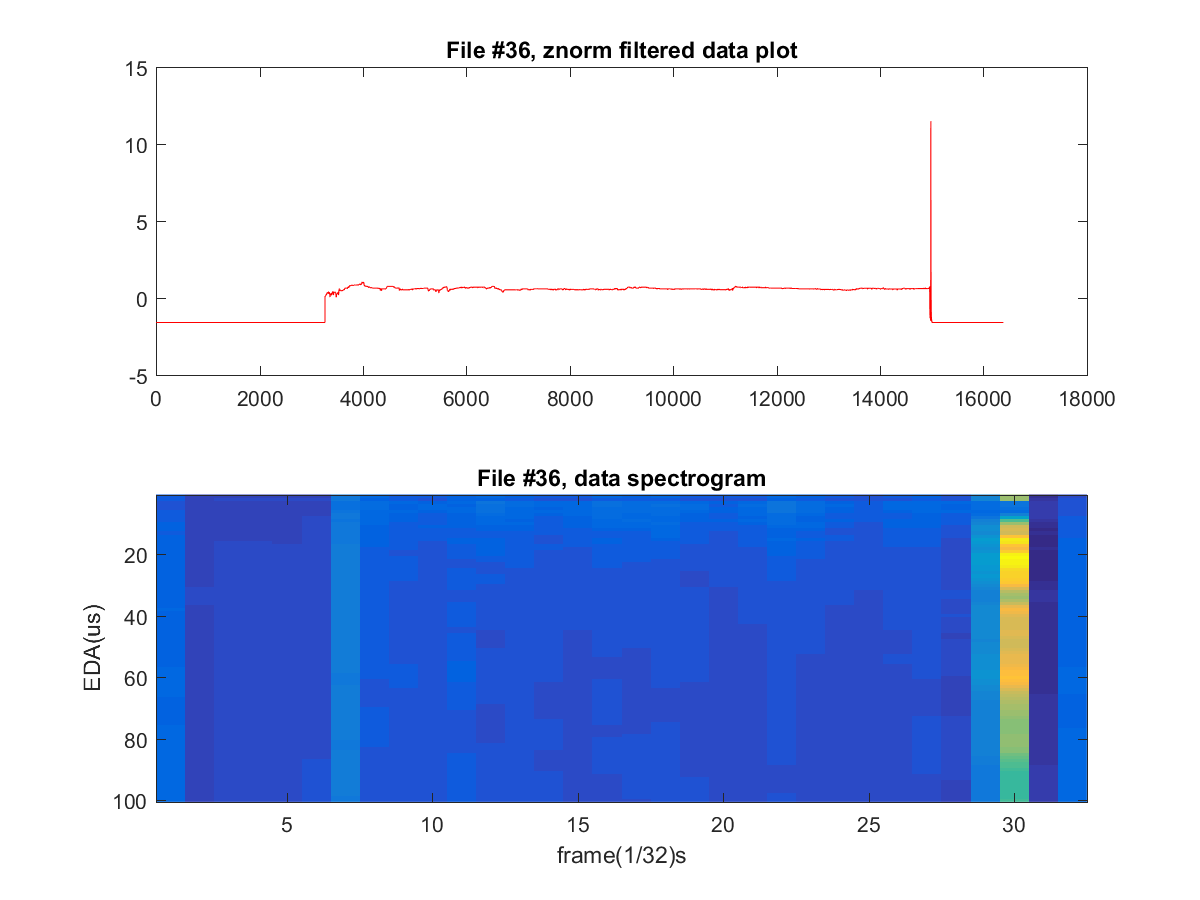 File #36, znorm filtered data plot
15
10
5
0
-5
0 2000 4000 6000 8000 10000 12000 14000 16000 18000
File #36, data spectrogram
EDA(us)
20
40
60
80
100
5 10 15 20 25 30
frame(1/32)s